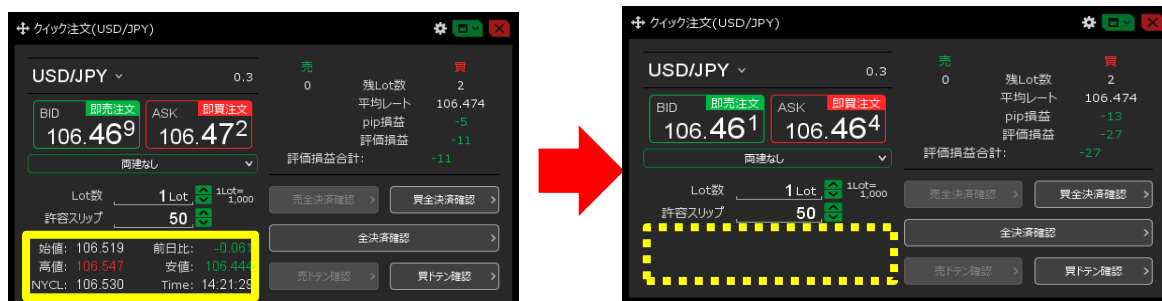 クイック注文(USD/JPY)
USD/JPY 0.3
BID 即売注文 ASK 即買注文
106.469 106.472
両建なし
Lot数 1 Lot 1Lot= 1,000
許容スリップ 50
始値: 106.519 前日比: -0.061
高値: 106.547 安値: 106.444
NYCL: 106.530 Time: 14:21:29
売 買
0 残Lot数 2
平均レート 106.474
pip損益 -5
評価損益 -11
評価損益合計: -11
売全決済確認 買全決済確認
全決済確認
売ドテン確認 買ドテン確認
クイック注文(USD/JPY)
USD/JPY 0.3
BID 即売注文 ASK 即買注文
106.461 106.464
両建なし
Lot数 1 Lot 1Lot= 1,000
許容スリップ 50
売 買
0 残Lot数 2
平均レート 106.474
pip損益 -13
評価損益 -27
評価損益合計: -27
売全決済確認 買全決済確認
全決済確認
売ドテン確認 買ドテン確認